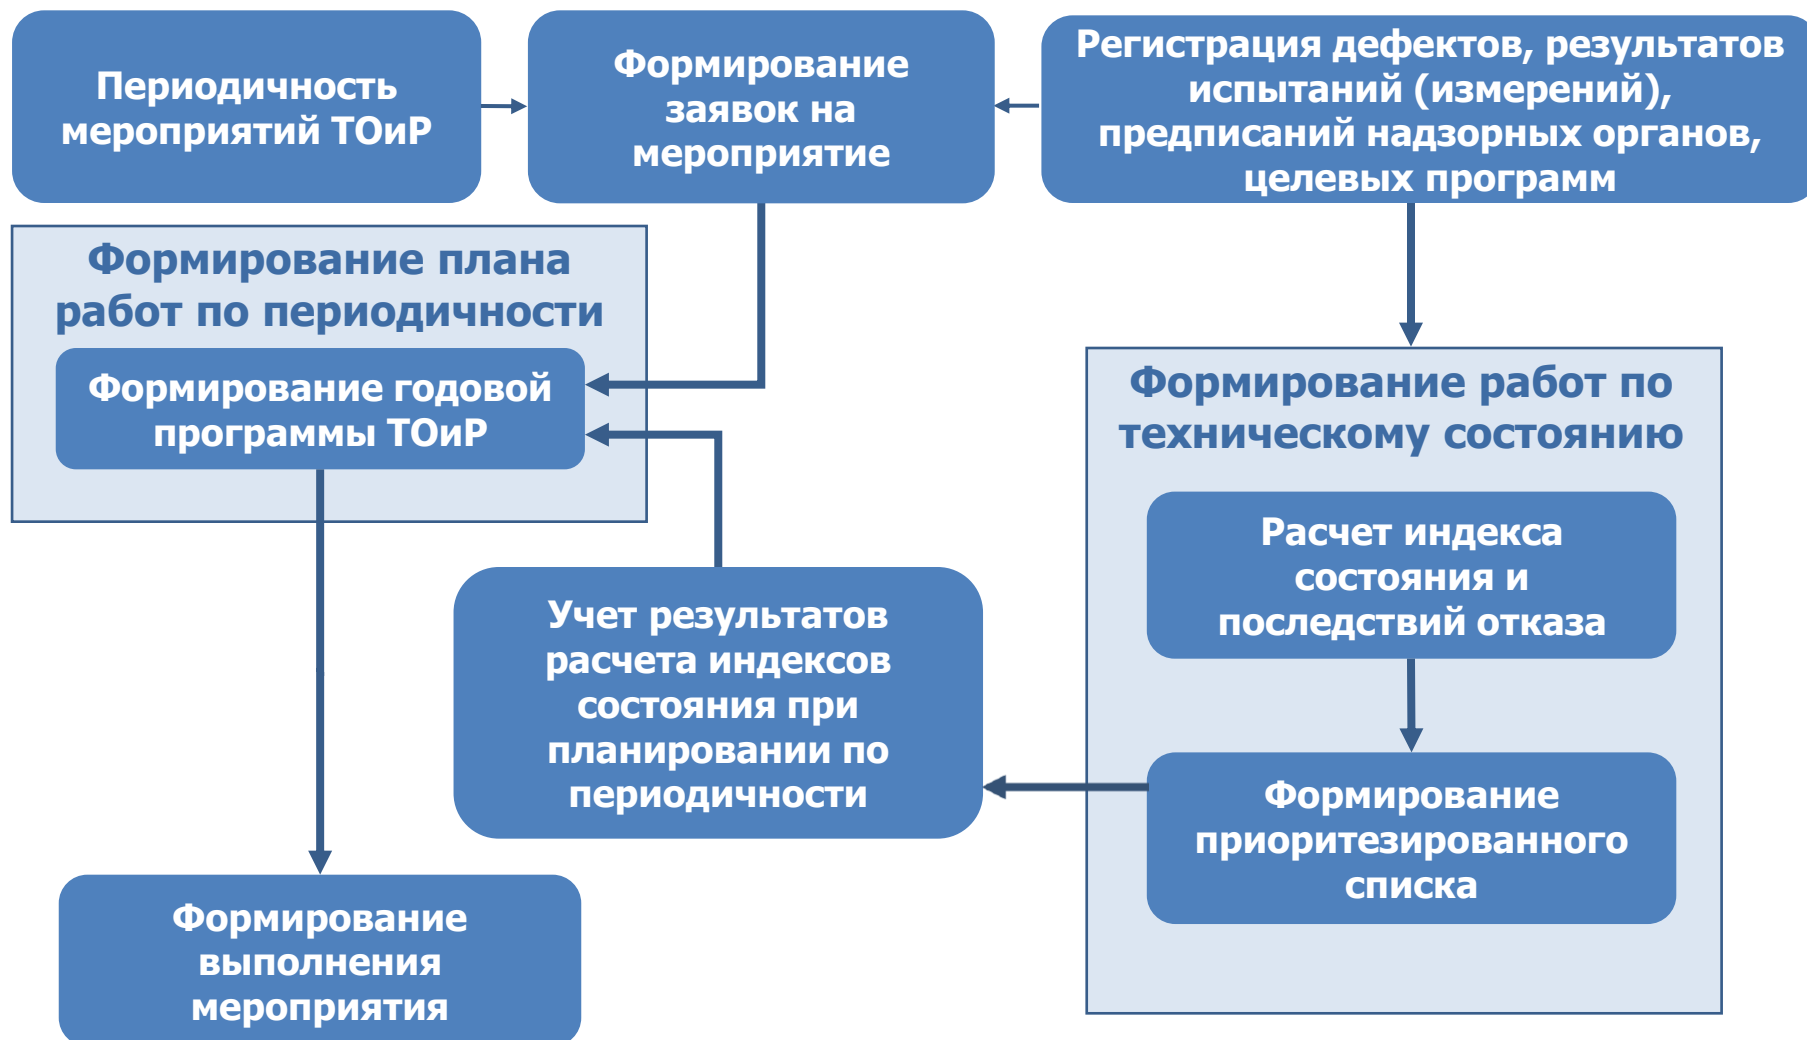 Периодичность
мероприятий ТОиР
Формирование
заявок на
мероприятие
Регистрация дефектов, результатов
испытаний (измерений),
предписаний надзорных органов,
целевых программ
Формирование плана
работ по периодичности
Формирование годовой
программы ТОиР
Формирование работ по
техническому состоянию
Расчет индекса
состояния и
последствий отказа
Учет результатов
расчета индексов
состояния при
планировании по
периодичности
Формирование
приоритезированного
списка
Формирование
выполнения
мероприятия